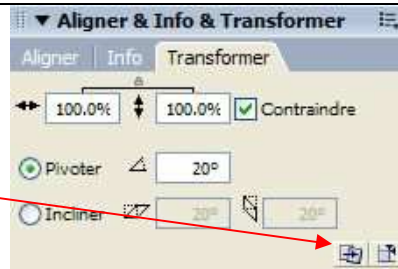 ▼ Aligner & Info & Transformer
Aligner Info Transformer
100.0% 100.0% Contraindre
Pivoter 20°
Incliner 20° 20°